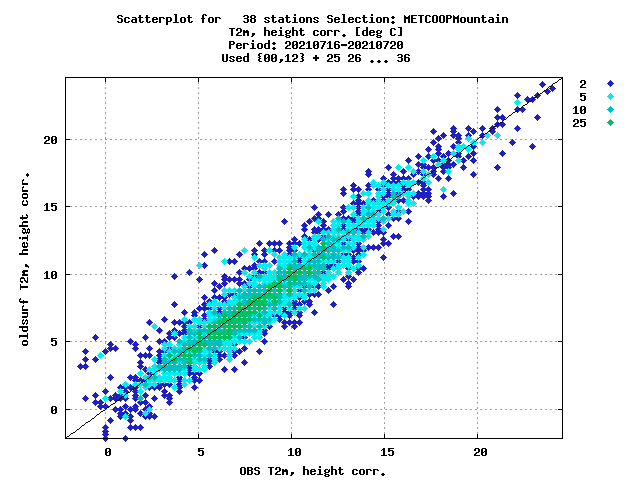 Scatterplot for   38 stations Selection: METCOOPMountain
T2m, height corr. [deg C]
Period: 20210716-20210720
Used {00,12} + 25 26 ... 36
2
5
10
25
oldsurf T2m, height corr.
20
15
10
5
0
0 5 10 15 20
OBS T2m, height corr.